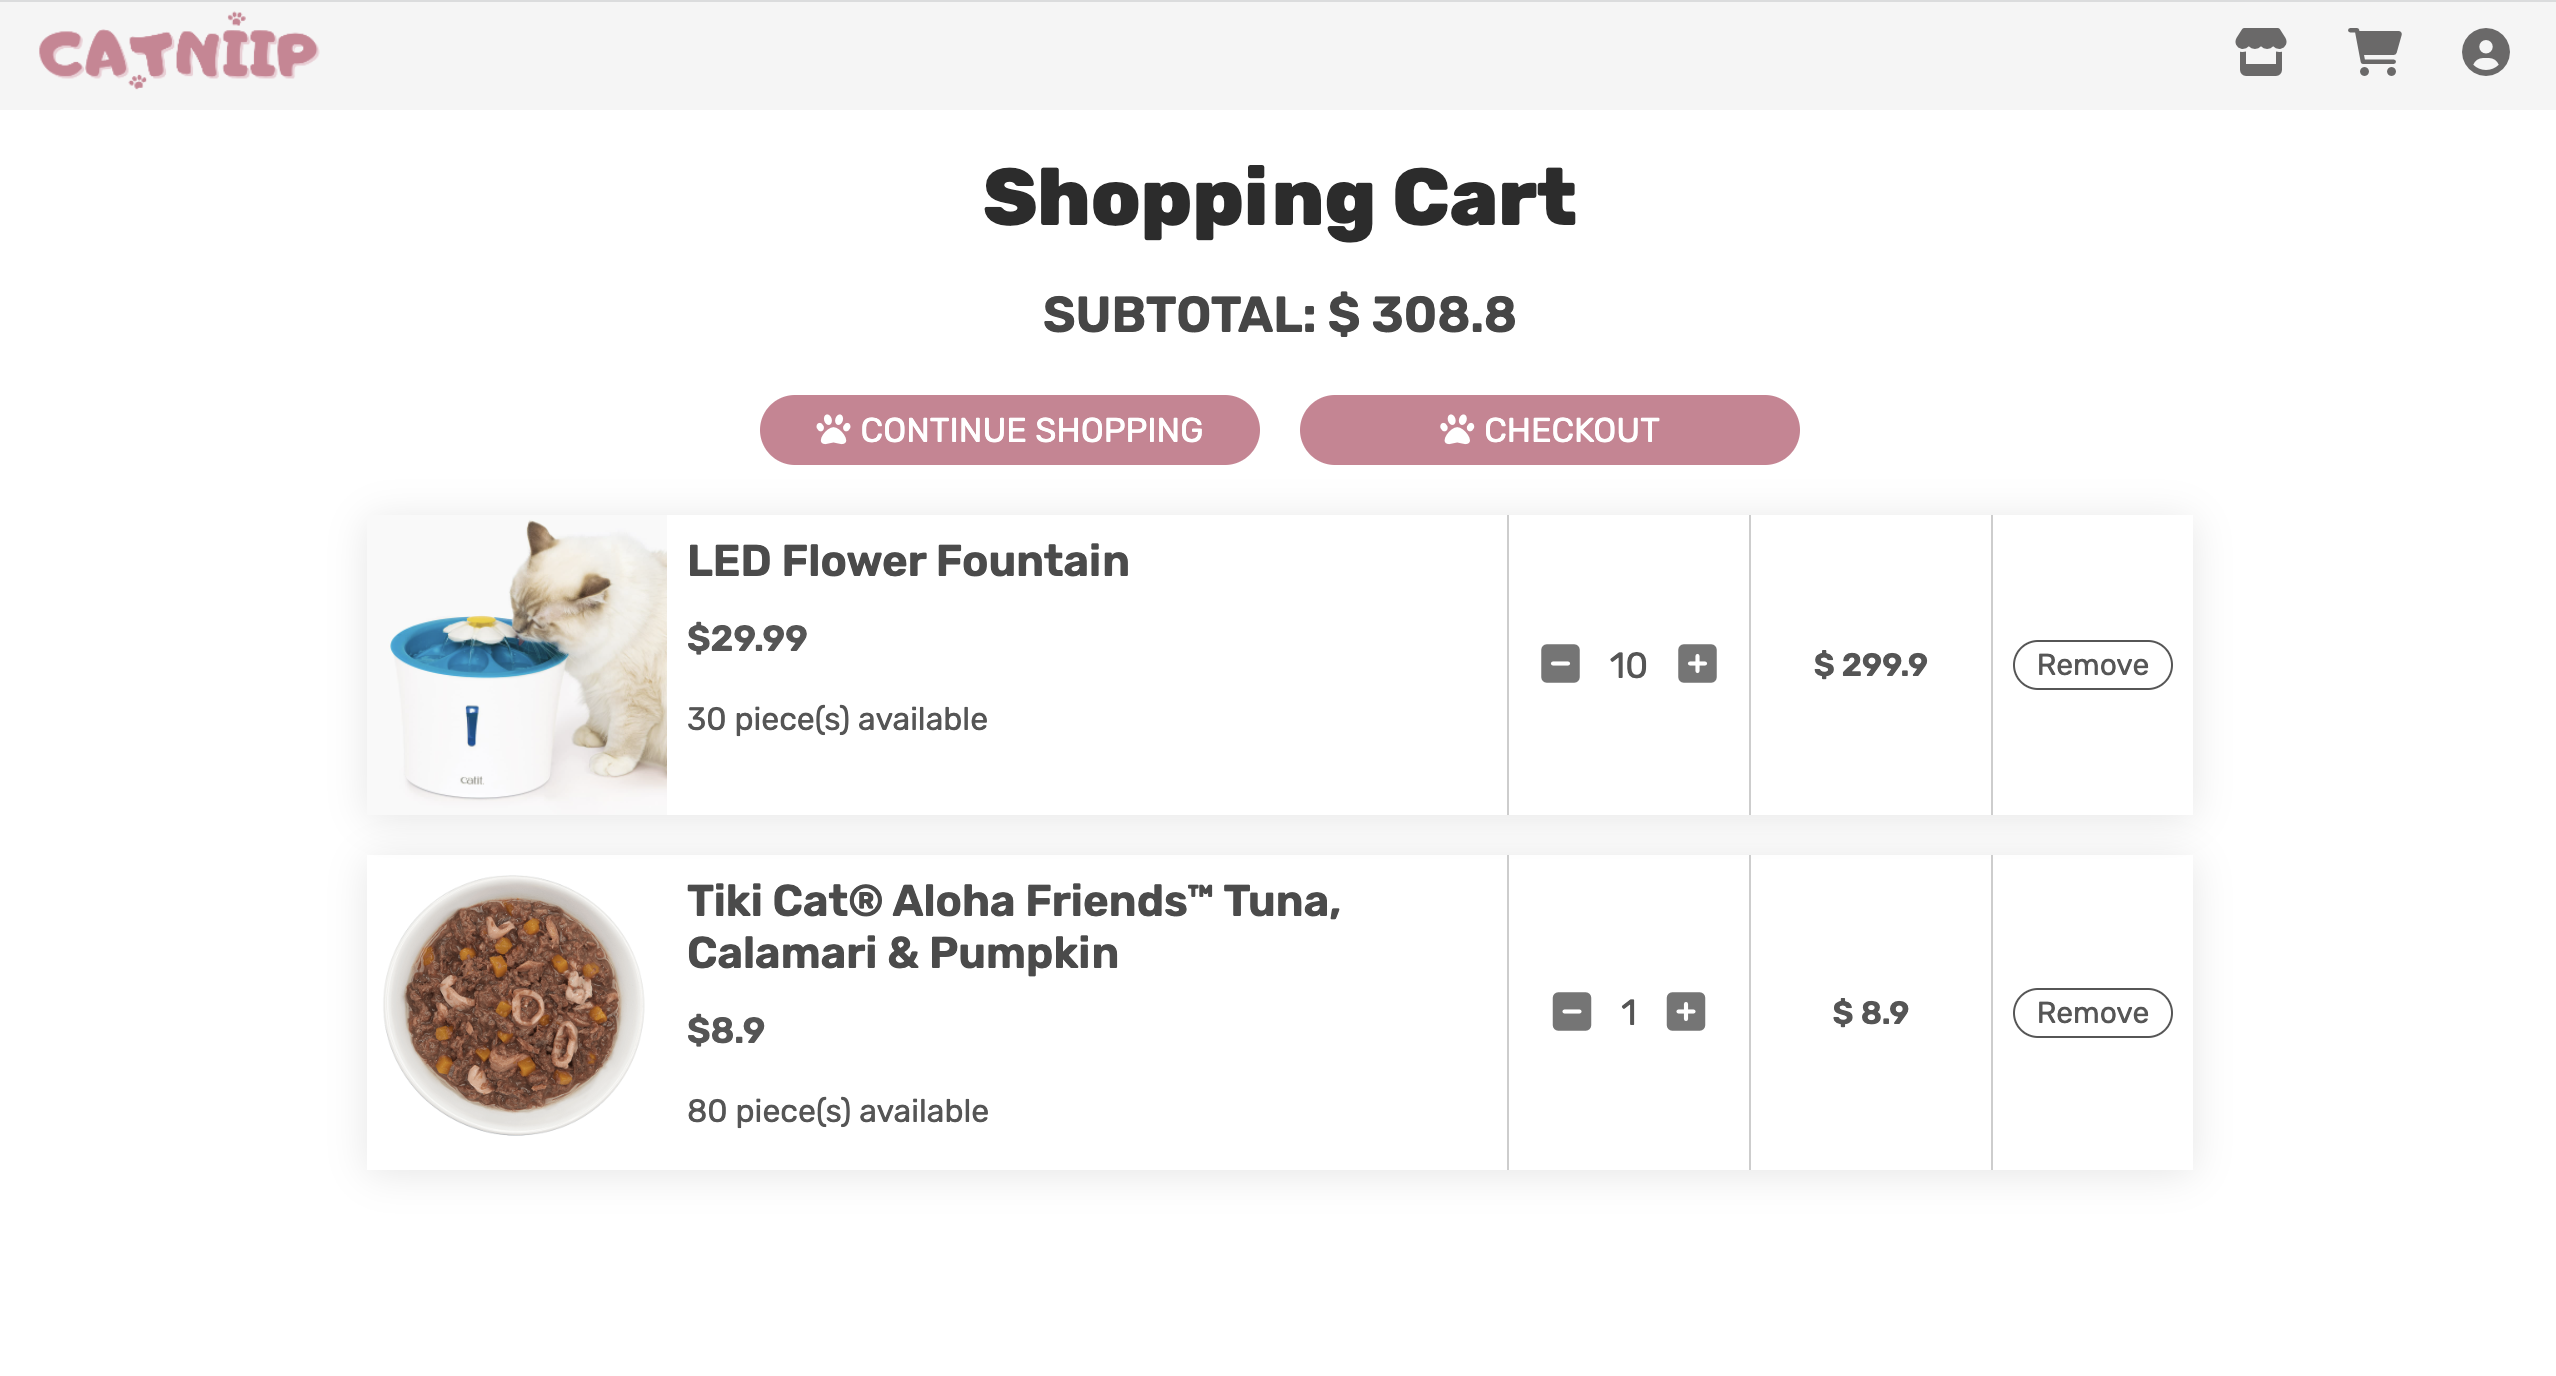 CATNIIP
Shopping Cart
SUBTOTAL: $ 308.8
CONTINUE SHOPPING
CHECKOUT
LED Flower Fountain
$29.99
30 piece(s) available
10
$ 299.9
Remove
catit
Tiki Cat® Aloha Friends™ Tuna,
Calamari & Pumpkin
$8.9
80 piece(s) available
1
$ 8.9
Remove